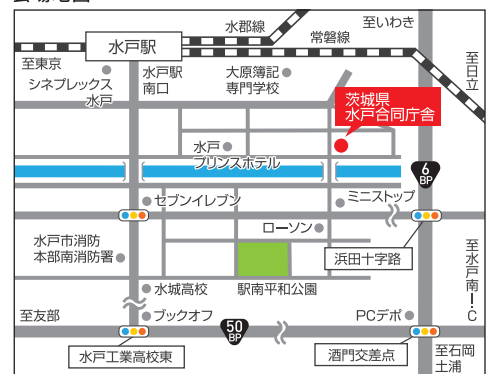 水郡線
至いわき
常磐線
水戸駅
至東京
シネプレックス
水戸
水戸駅
南口
大原簿記
専門学校
至日立
茨城県
水戸合同庁舎
水戸
プリンスホテル
6
BP
セブンイレブン
ミニストップ
ローソン
水戸市消防
本部南消防署
浜田十字路
至水戸南I・C
水城高校
駅南平和公園
至友部
ブックオフ
50
BP
PCデポ
水戸工業高校東
酒門交差点
至石岡
土浦